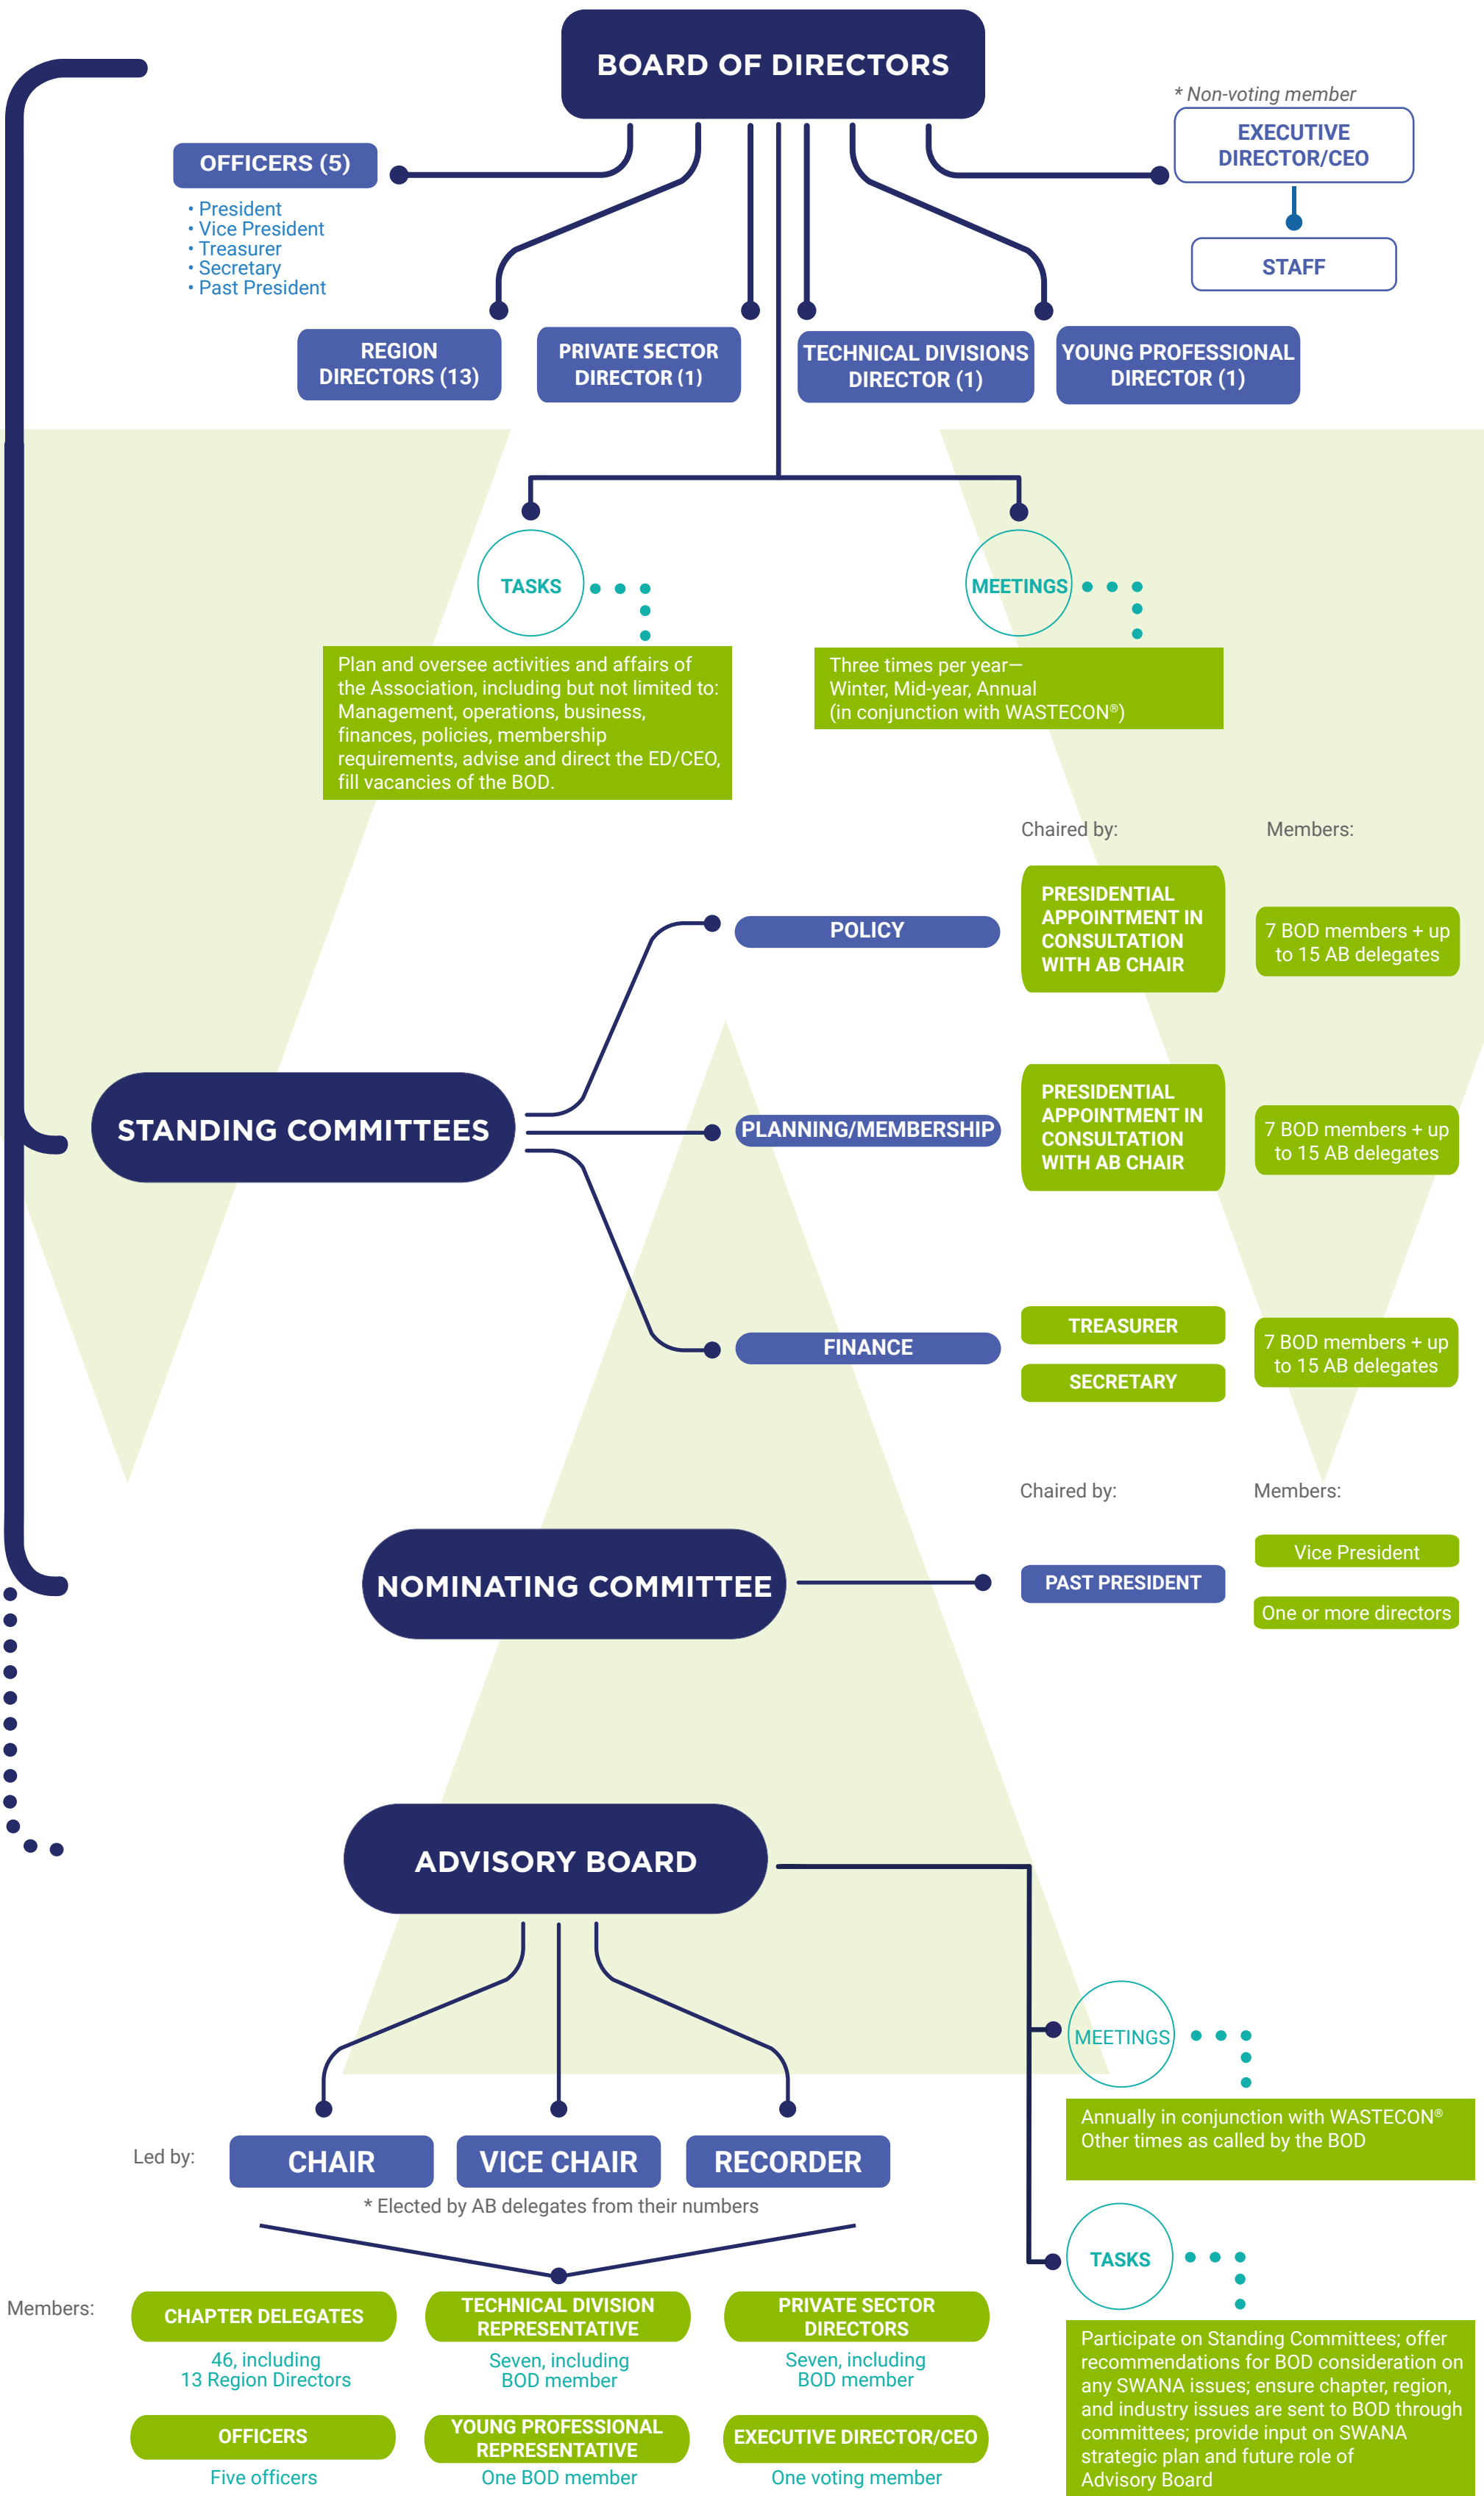 BOARD OF DIRECTORS
* Non-voting member
EXECUTIVE
DIRECTOR/CEO
STAFF
OFFICERS (5)
• President
• Vice President
• Treasurer
• Secretary
• Past President
REGION
DIRECTORS (13)
PRIVATE SECTOR
DIRECTOR (1)
TECHNICAL DIVISIONS
DIRECTOR (1)
YOUNG PROFESSIONAL
DIRECTOR (1)
TASKS
Plan and oversee activities and affairs of
the Association, including but not limited to:
Management, operations, business,
finances, policies, membership
requirements, advise and direct the ED/CEO,
fill vacancies of the BOD.
MEETINGS
Three times per year—
Winter, Mid-year, Annual
(in conjunction with WASTECON®)
Chaired by:
Members:
STANDING COMMITTEES
POLICY
PRESIDENTIAL
APPOINTMENT IN
CONSULTATION
WITH AB CHAIR
7 BOD members + up
to 15 AB delegates
PLANNING/MEMBERSHIP
PRESIDENTIAL
APPOINTMENT IN
CONSULTATION
WITH AB CHAIR
7 BOD members + up
to 15 AB delegates
FINANCE
TREASURER
SECRETARY
7 BOD members + up
to 15 AB delegates
Chaired by:
Members:
NOMINATING COMMITTEE
PAST PRESIDENT
Vice President
One or more directors
ADVISORY BOARD
Led by:
CHAIR
VICE CHAIR
RECORDER
* Elected by AB delegates from their numbers
Members:
CHAPTER DELEGATES
46, including
13 Region Directors
TECHNICAL DIVISION
REPRESENTATIVE
Seven, including
BOD member
PRIVATE SECTOR
DIRECTORS
Seven, including
BOD member
OFFICERS
Five officers
YOUNG PROFESSIONAL
REPRESENTATIVE
One BOD member
EXECUTIVE DIRECTOR/CEO
One voting member
MEETINGS
Annually in conjunction with WASTECON®
Other times as called by the BOD
TASKS
Participate on Standing Committees; offer
recommendations for BOD consideration on
any SWANA issues; ensure chapter, region,
and industry issues are sent to BOD through
committees; provide input on SWANA
strategic plan and future role of
Advisory Board